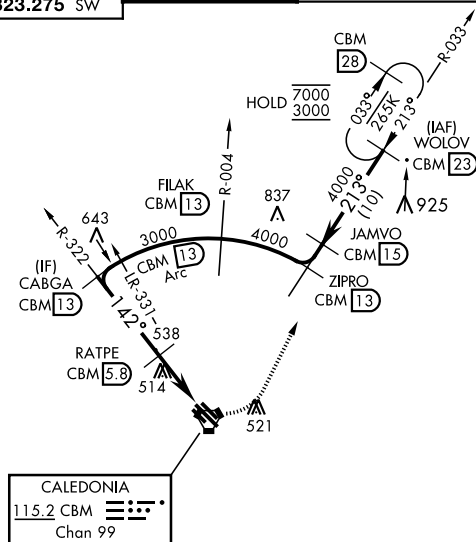 323.275 SW
CBM 28
R-033
HOLD 7000
3000
033°
265K
213°
(IAF)
WOLOV
CBM 23
925
4000
213°
(10)
R-004
FILAK
CBM 13
837
643
3000
4000
CBM 13
Arc
JAMVO
CBM 15
ZIPRO
CBM 13
R-322
LR-331
(IF)
CABGA
CBM 13
142°
538
RATPE
CBM 5.8
514
521
CALEDONIA
115.2 CBM
Chan 99